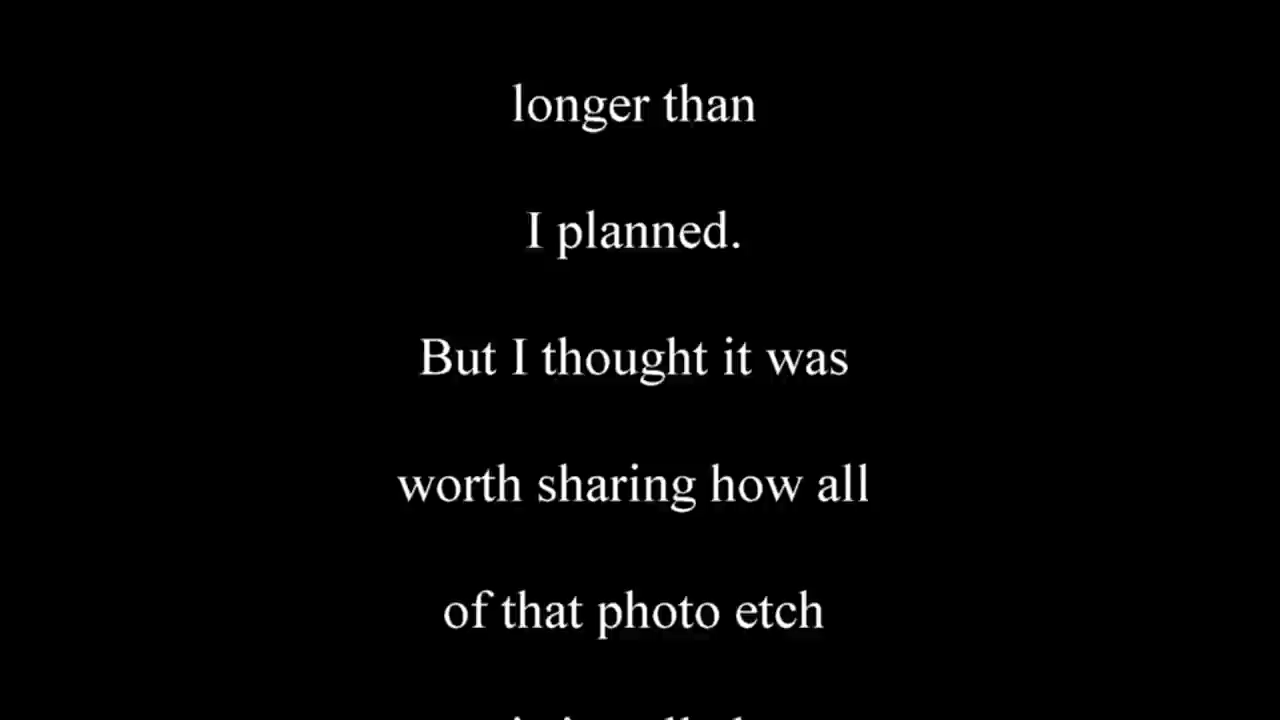 longer than
I planned.
But I thought it was
worth sharing how all
of that photo etch